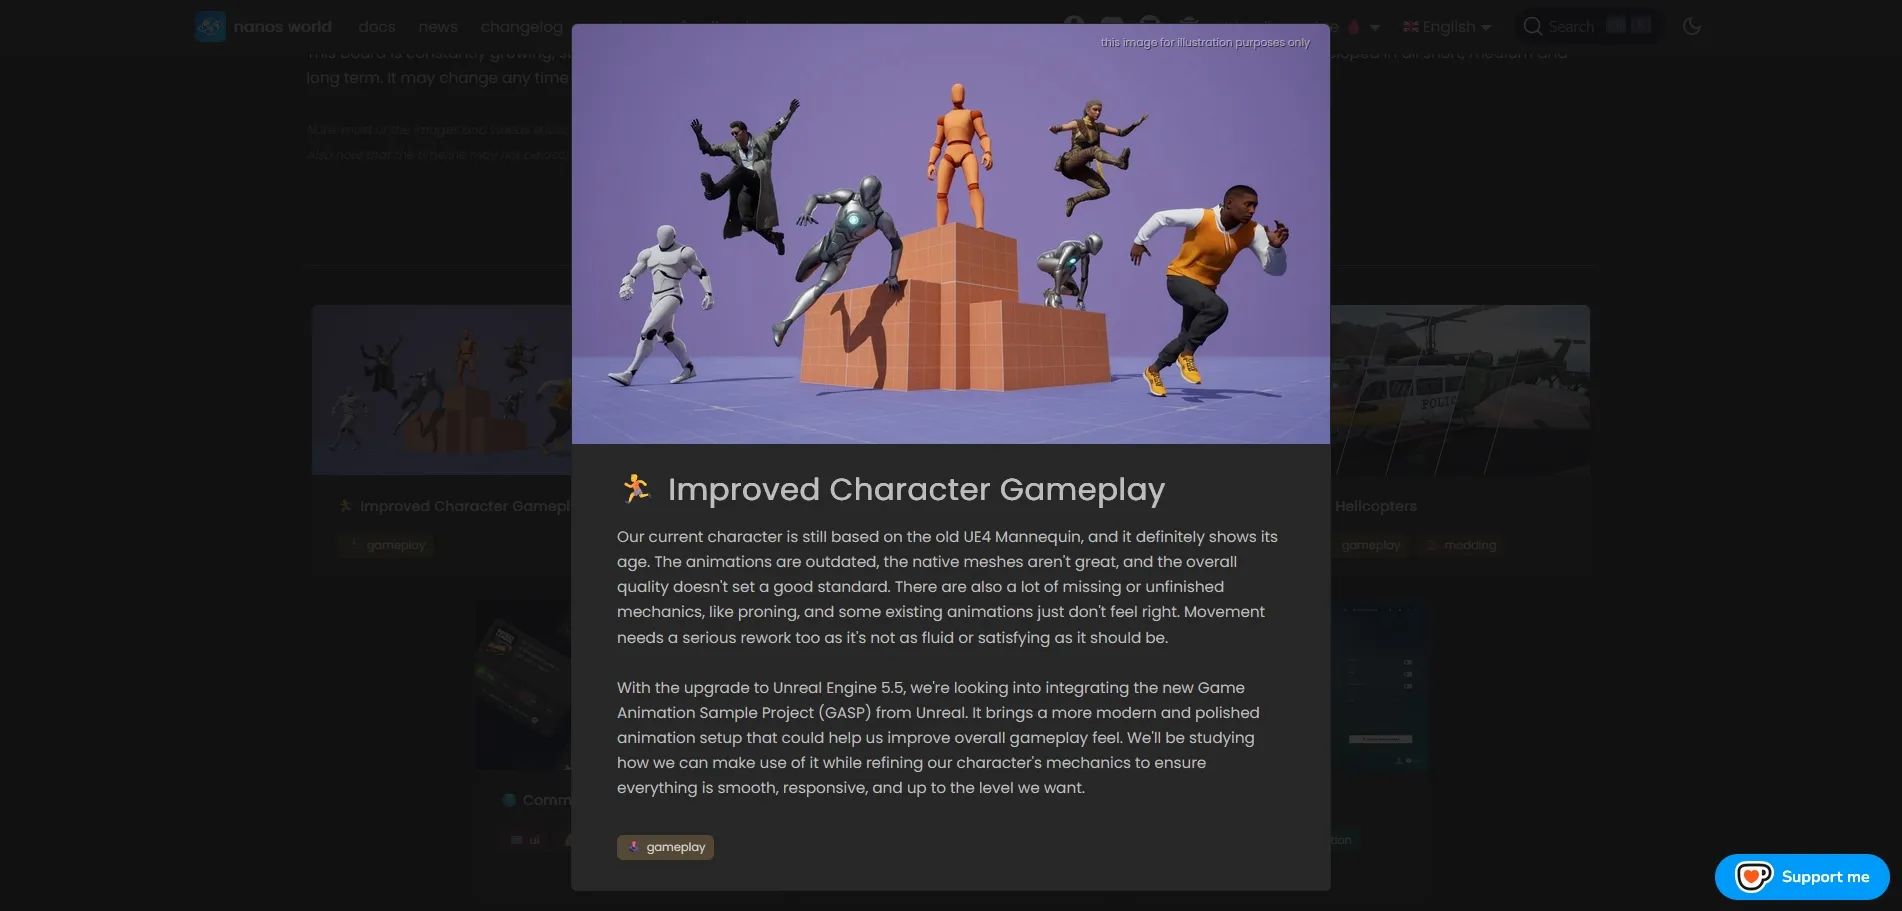 nanos world docs news changelog English Search
this image for illustration purposes only
long term. It may change any time
🏃 Improved Character Gameplay
Our current character is still based on the old UE4 Mannequin, and it definitely shows its
age. The animations are outdated, the native meshes aren't great, and the overall
quality doesn't set a good standard. There are also a lot of missing or unfinished
mechanics, like proning, and some existing animations just don't feel right. Movement
needs a serious rework too as it's not as fluid or satisfying as it should be.
With the upgrade to Unreal Engine 5.5, we're looking into integrating the new Game
Animation Sample Project (GASP) from Unreal. It brings a more modern and polished
animation setup that could help us improve overall gameplay feel. We'll be studying
how we can make use of it while refining our character's mechanics to ensure
everything is smooth, responsive, and up to the level we want.
gameplay
Improved Character Gamepl
gameplay
POLIC
Helicopters
gameplay modding
Comm
ui
Support me